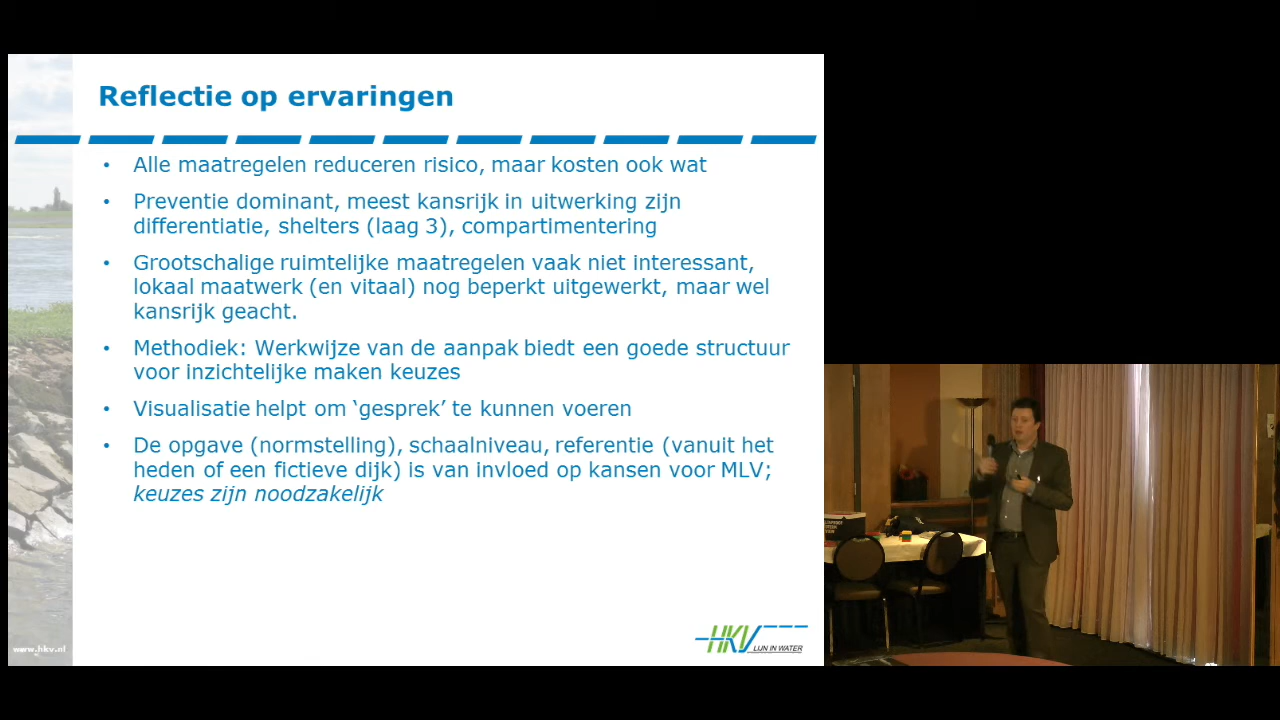 Reflectie op ervaringen
• Alle maatregelen reduceren risico, maar kosten ook wat
• Preventie dominant, meest kansrijk in uitwerking zijn
differentiatie, shelters (laag 3), compartimentering
• Grootschalige ruimtelijke maatregelen vaak niet interessant,
lokaal maatwerk (en vitaal) nog beperkt uitgewerkt, maar wel
kansrijk geacht.
• Methodiek: Werkwijze van de aanpak biedt een goede structuur
voor inzichtelijke maken keuzes
• Visualisatie helpt om ‘gesprek’ te kunnen voeren
• De opgave (normstelling), schaalniveau, referentie (vanuit het
heden of een fictieve dijk) is van invloed op kansen voor MLV;
keuzes zijn noodzakelijk
www.hkv.nl
HKV
LIJN IN WATER